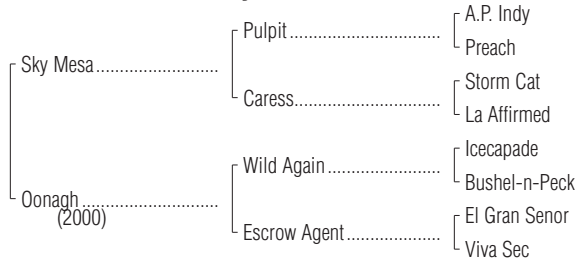 A.P. Indy
Pulpit........................................
Preach
Sky Mesa................................
Storm Cat
Caress.......................................
La Affirmed
Icecapade
Wild Again ..............................
Bushel-n-Peck
Oonagh ...................................
(2000)
El Gran Senor
Escrow Agent.........................
Viva Sec